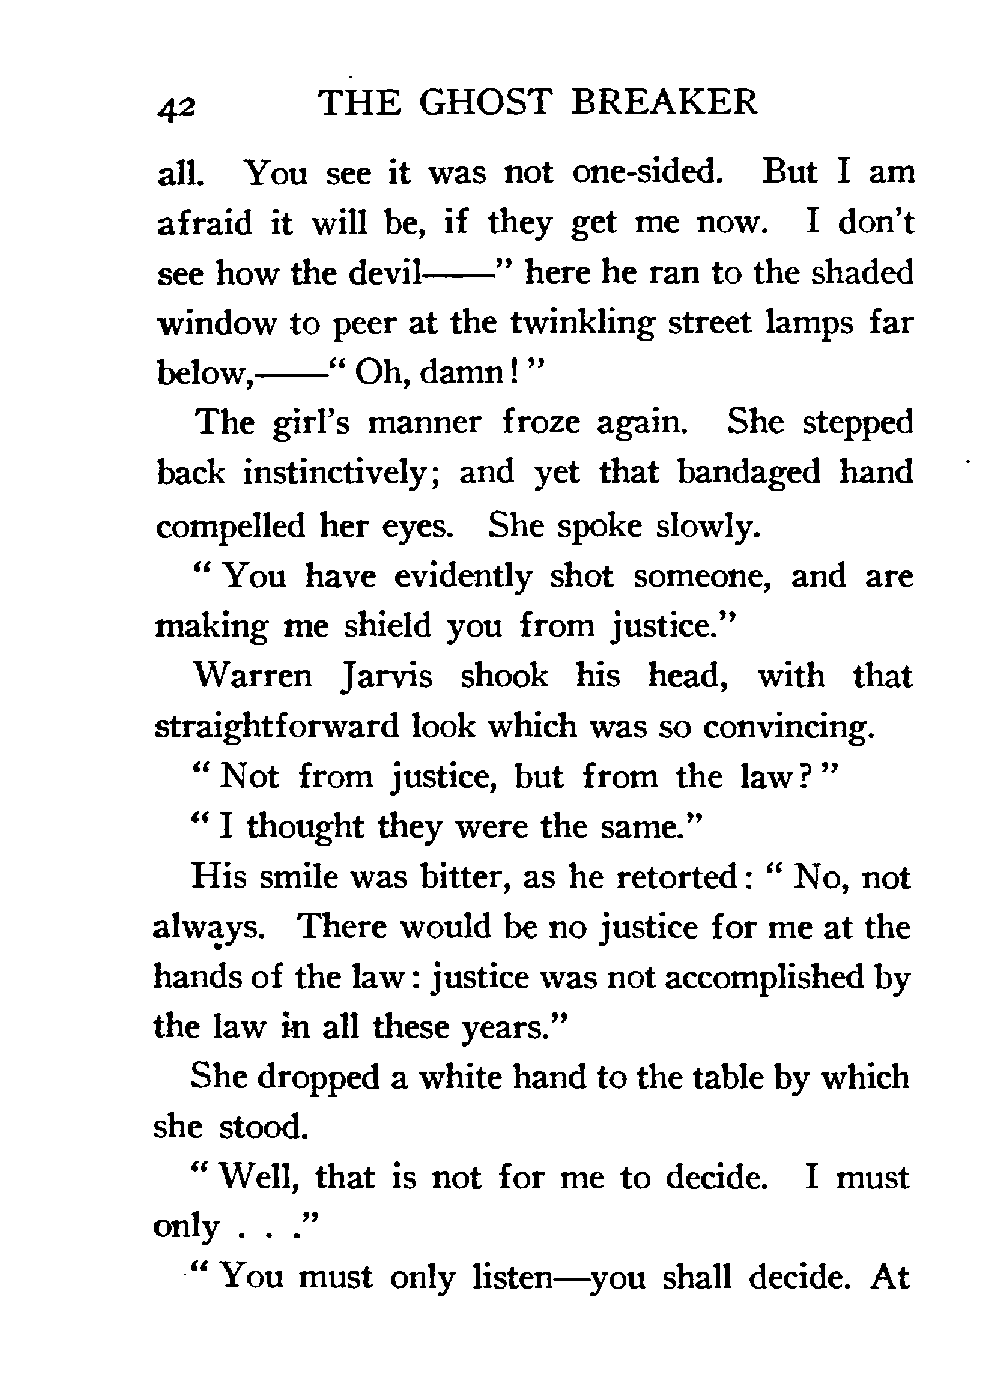 42 THE GHOST BREAKER
all. You see it was not one-sided. But I am
afraid it will be, if they get me now. I don't
see how the devil——" here he ran to the shaded
window to peer at the twinkling street lamps far
below,——" Oh, damn! "
The girl's manner froze again. She stepped
back instinctively; and yet that bandaged hand
compelled her eyes. She spoke slowly.
" You have evidently shot someone, and are
making me shield you from justice."
Warren Jarvis shook his head, with that
straightforward look which was so convincing.
" Not from justice, but from the law? "
" I thought they were the same."
His smile was bitter, as he retorted: " No, not
always. There would be no justice for me at the
hands of the law: justice was not accomplished by
the law in all these years."
She dropped a white hand to the table by which
she stood.
" Well, that is not for me to decide. I must
only . . ."
" You must only listen—you shall decide. At